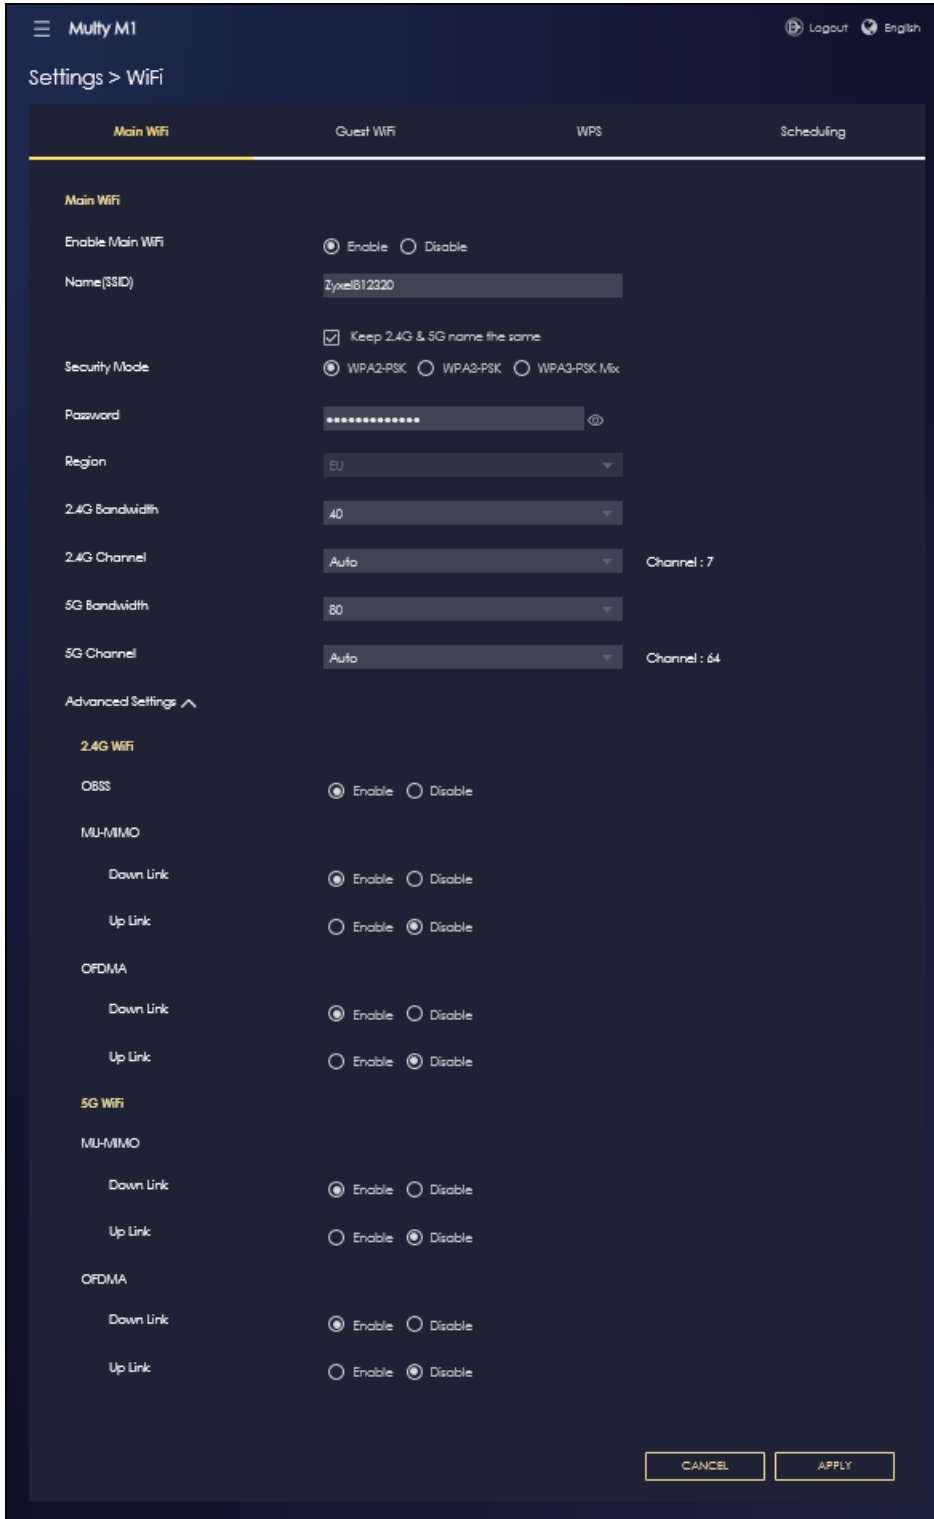 Multy M1
Logout English
Settings > WiFi
Main WiFi Guest WiFi WPS Scheduling
Main WiFi
Enable Main WiFi Enable Disable
Name(SSID) Zyxel812320
Keep 2.4G & 5G name the same
Security Mode WPA2-PSK WPA3-PSK WPA3-PSK Mix
Password •••••••••••••
Region EU
2.4G Bandwidth 40
2.4G Channel Auto Channel : 7
5G Bandwidth 80
5G Channel Auto Channel : 64
Advanced Settings
2.4G WiFi
OBSS Enable Disable
MU-MIMO
Down Link Enable Disable
Up Link Enable Disable
OFDMA
Down Link Enable Disable
Up Link Enable Disable
5G WiFi
MU-MIMO
Down Link Enable Disable
Up Link Enable Disable
OFDMA
Down Link Enable Disable
Up Link Enable Disable
CANCEL APPLY